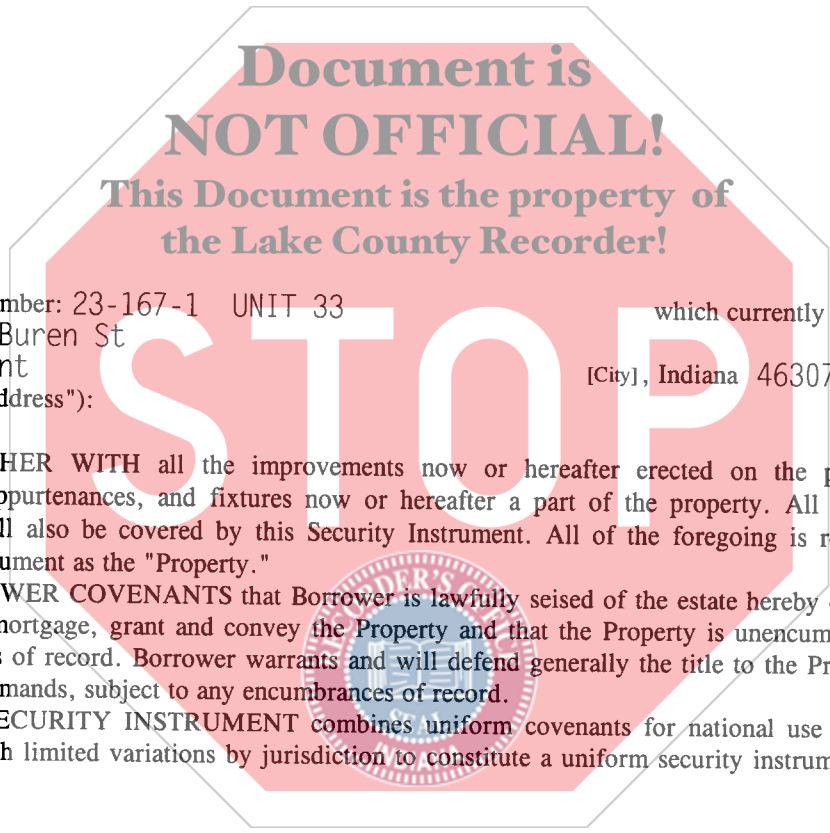 Document is
NOT OFFICIAL!
This Document is the property of
the Lake County Recorder!
mber: 23-167-1 UNIT 33 which currently
Buren St
nt [City], Indiana 46307
ddress"):
STOP
HER WITH all the improvements now or hereafter erected on the p
ppurtenances, and fixtures now or hereafter a part of the property. All
ll also be covered by this Security Instrument. All of the foregoing is r
ument as the "Property."
WER COVENANTS that Borrower is lawfully seised of the estate hereby
nortgage, grant and convey the Property and that the Property is unencum
s of record. Borrower warrants and will defend generally the title to the Pr
mands, subject to any encumbrances of record.
ECURITY INSTRUMENT combines uniform covenants for national use
h limited variations by jurisdiction to constitute a uniform security instrum
RECORDER'S OFFICE
SEAL
INDIANA